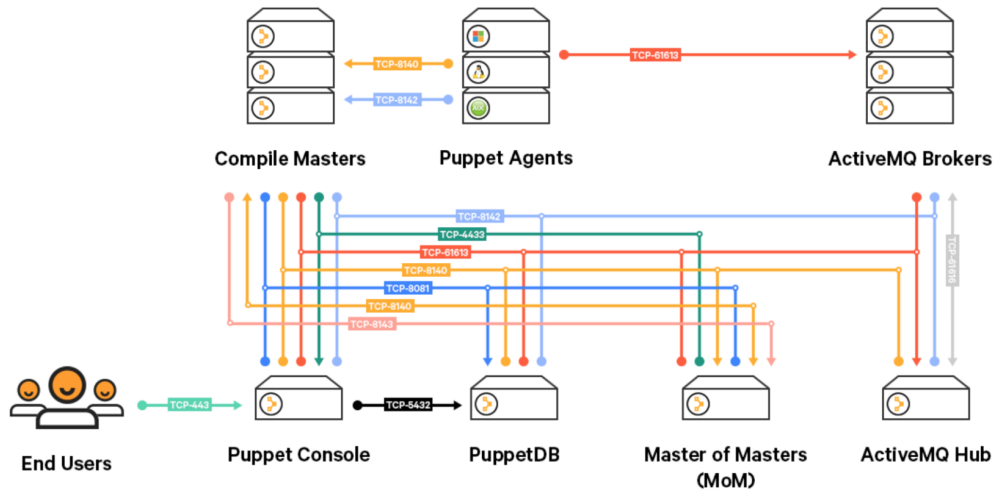 TCP-8140
TCP-61613
TCP-8142
Compile Masters
Puppet Agents
ActiveMQ Brokers
TCP-8142
TCP-4433
TCP-61613
TCP-8140
TCP-61616
TCP-8081
TCP-8140
TCP-8143
TCP-443
TCP-5432
End Users
Puppet Console
PuppetDB
Master of Masters
(MoM)
ActiveMQ Hub